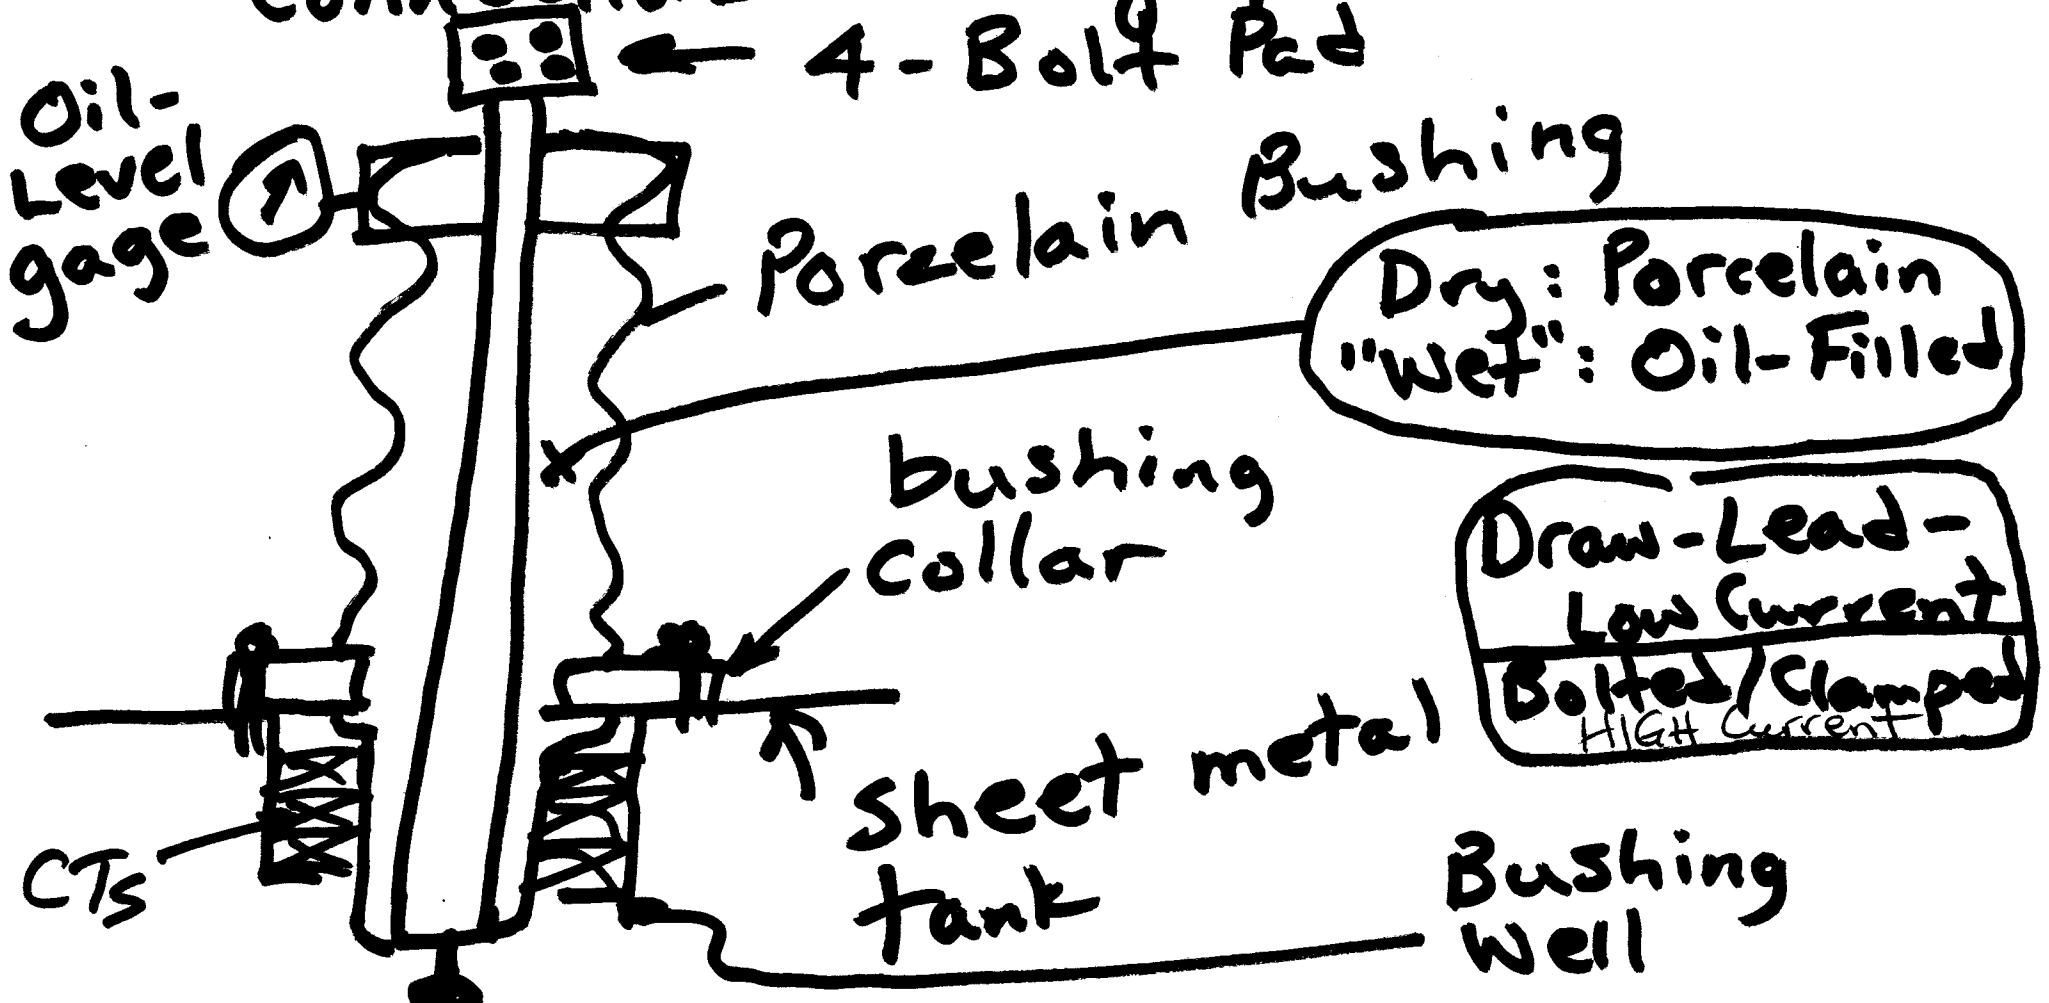 4-Bolt Pad
Oil-
Level
gage
Porzelain Bushing
Dry: Porcelain
"Wet": Oil-Filled
bushing
collar
Draw-Lead-
Low Current
Bolted/Clamped
HIGH Current
sheet metal
tank
CTs
Bushing
Well